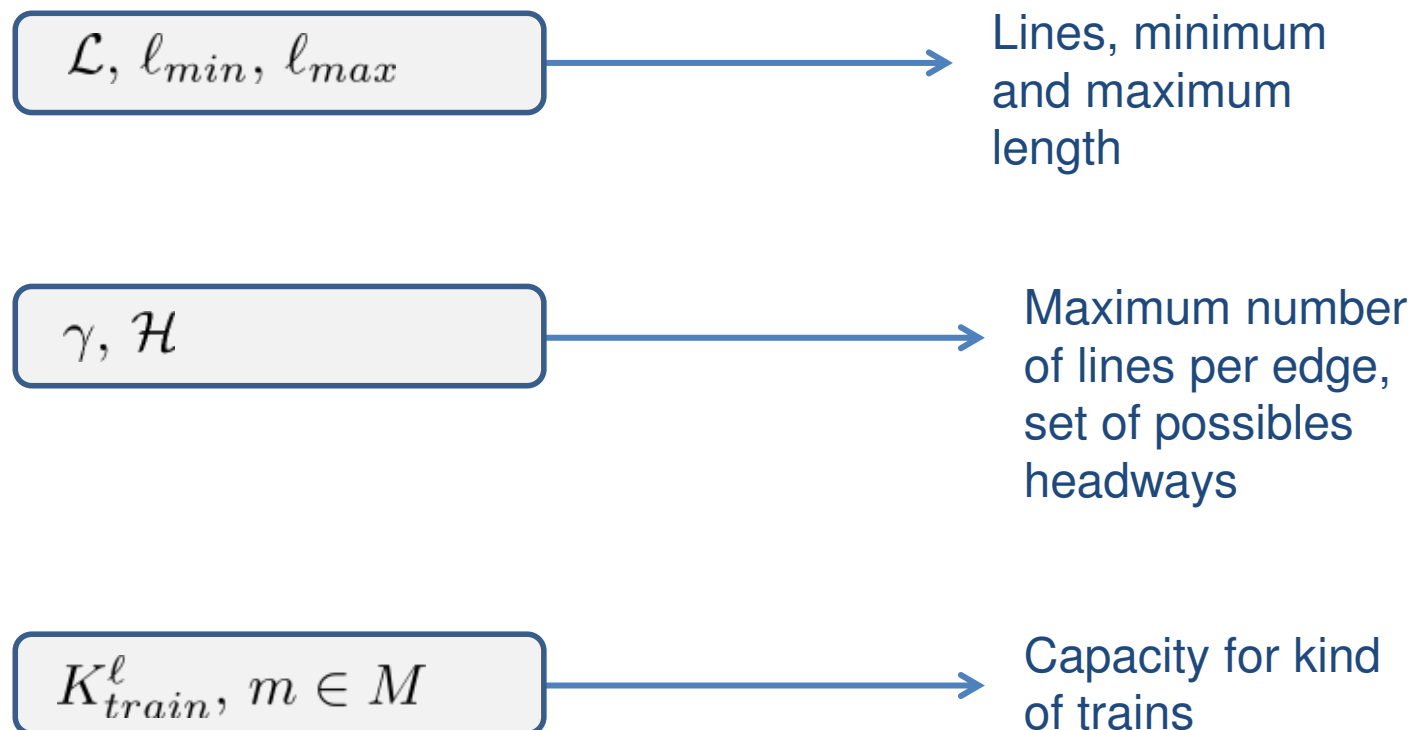 ℒ, ℓ_min, ℓ_max
Lines, minimum
and maximum
length
γ, ℋ
Maximum number
of lines per edge,
set of possibles
headways
K^ℓ_train, m ∈ M
Capacity for kind
of trains